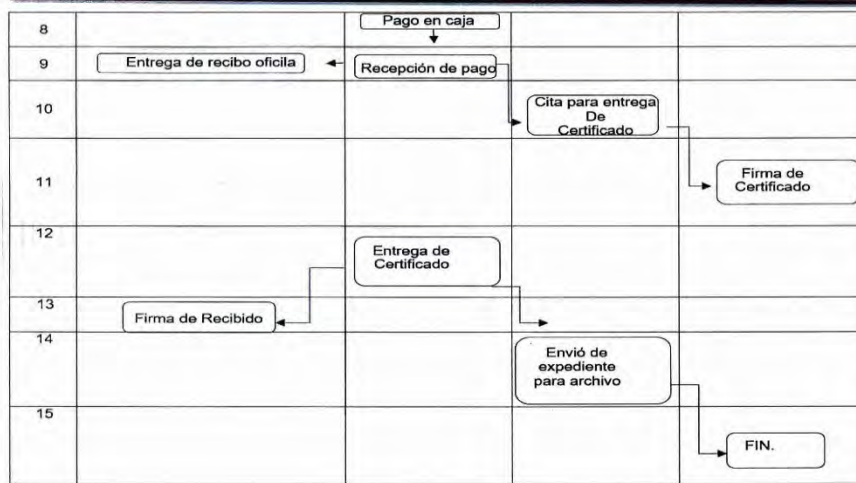 8
Pago en caja
9
Entrega de recibo oficila
Recepción de pago
10
Cita para entrega
De
Certificado
11
Firma de
Certificado
12
Entrega de
Certificado
13
Firma de Recibido
14
Envió de
expediente
para archivo
15
FIN.